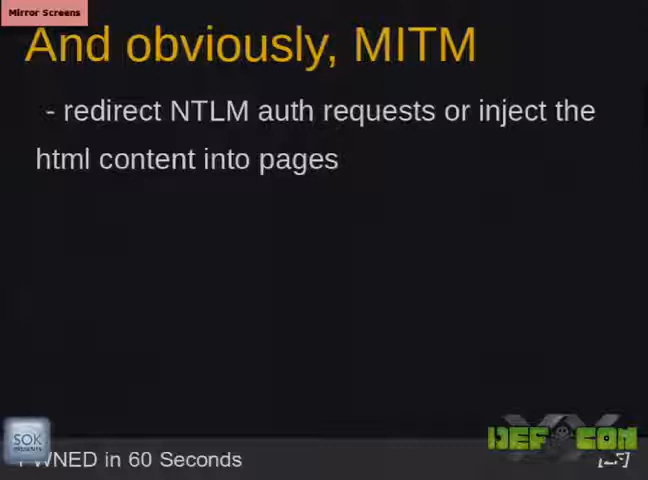 Mirror Screens
And obviously, MITM
- redirect NTLM auth requests or inject the
html content into pages
SOK
PRESENTS
DEF CON
PWNED in 60 Seconds